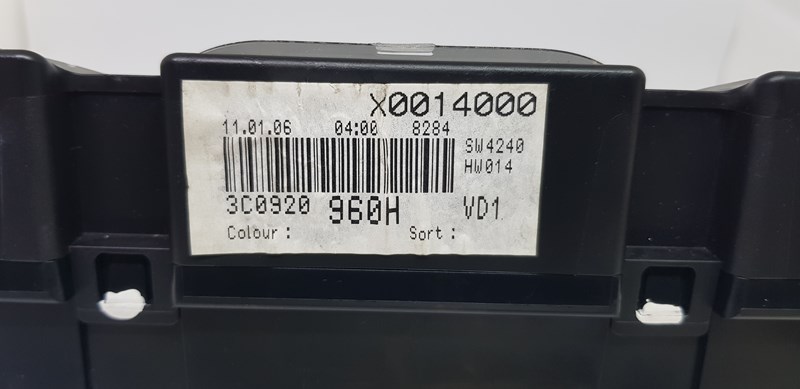 X0014000
11.01.06 04:00 8284
SW4240
HW014
3C0920 960H VD1
Colour : Sort :